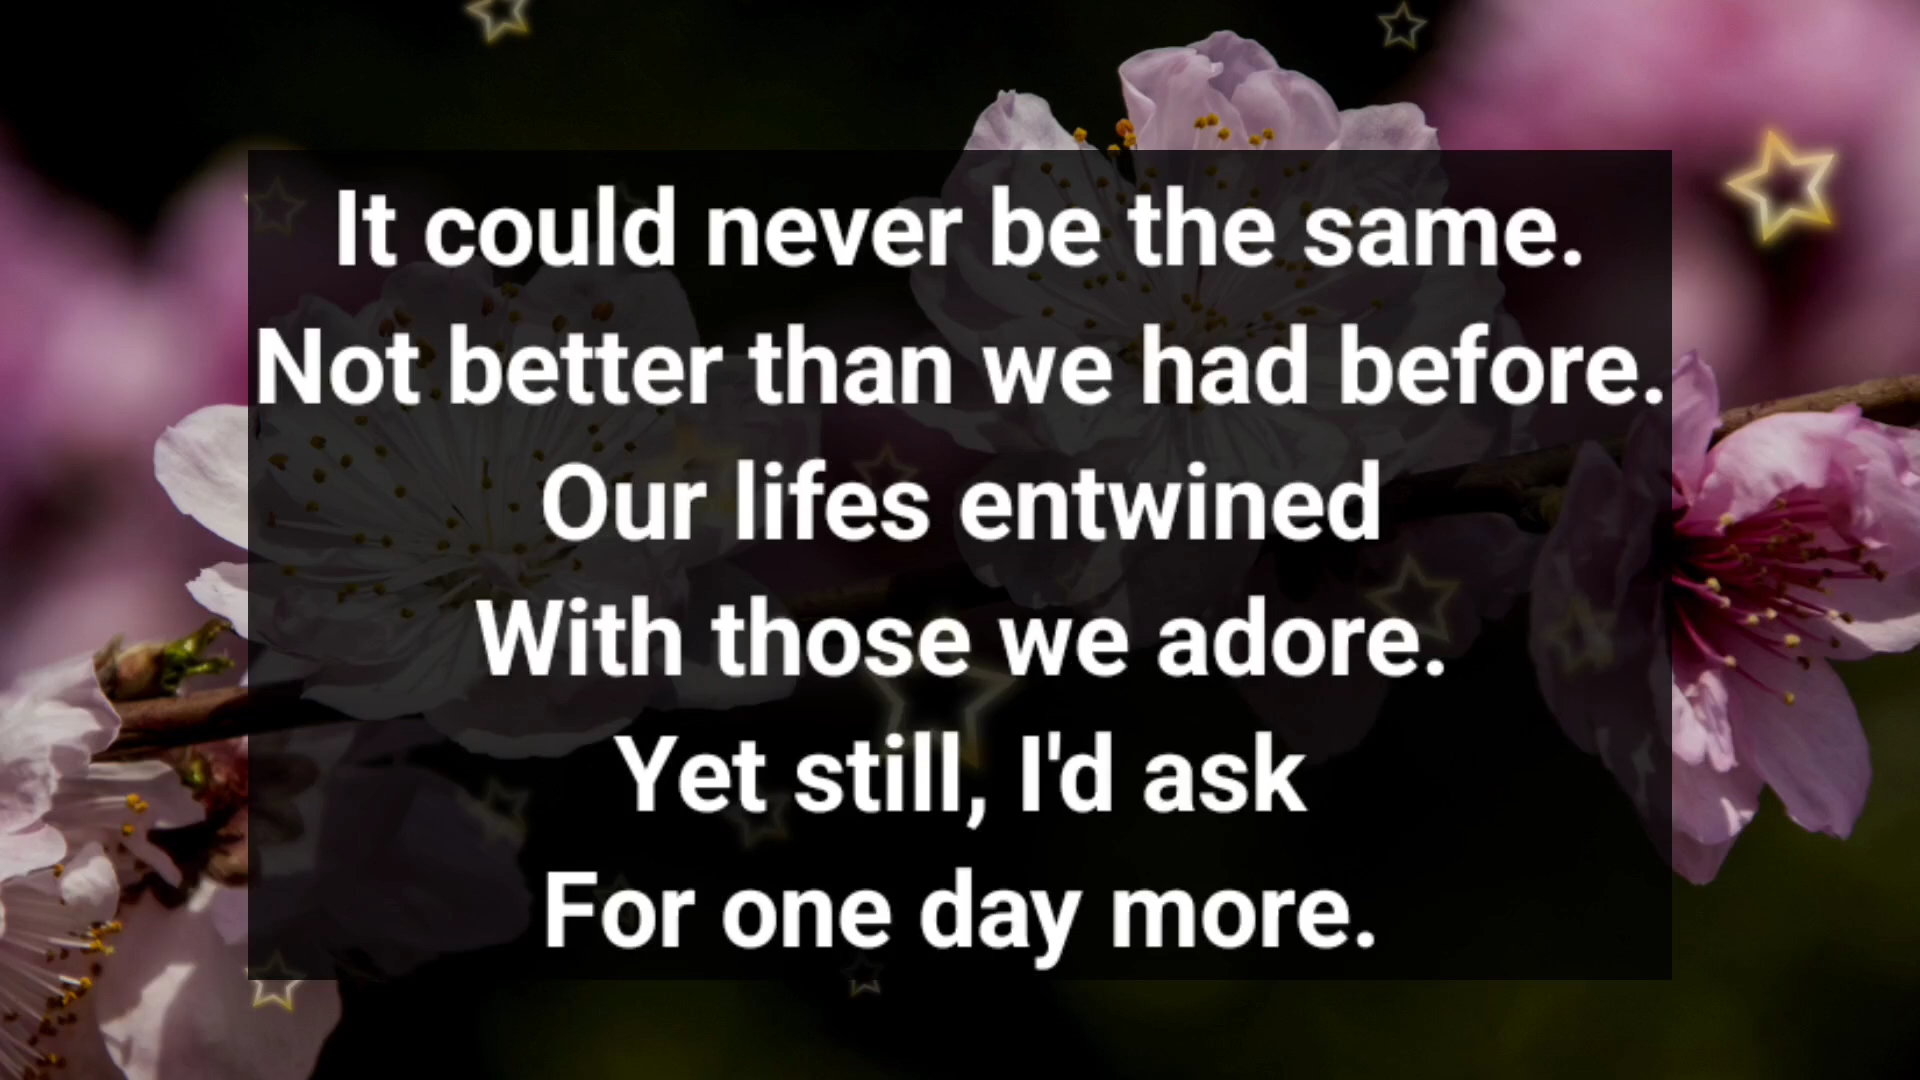 It could never be the same.
Not better than we had before.
Our lifes entwined
With those we adore.
Yet still, I'd ask
For one day more.